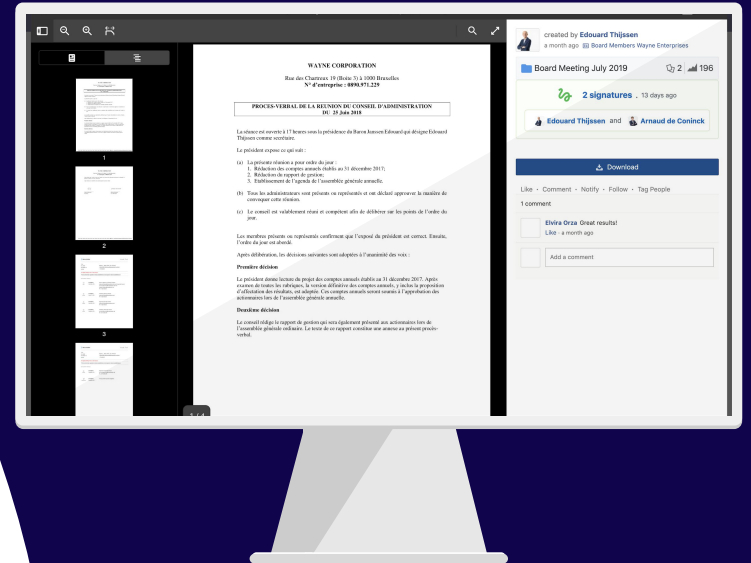 created by Edouard Thijssen
a month ago Board Members Wayne Enterprises
Board Meeting July 2019 2 196
2 signatures . 13 days ago
Edouard Thijssen and Arnaud de Coninck
Download
Like · Comment · Notify · Follow · Tag People
1 comment
Elvira Orza Great results!
Like · a month ago
Add a comment
1
2
3
WAYNE CORPORATION
Rue des Chartreux 19 (Boite 3) à 1000 Bruxelles
N° d'entreprise : 0890.971.229
PROCES-VERBAL DE LA REUNION DU CONSEIL D'ADMINISTRATION
DU 25 Juin 2018
La séance est ouverte à 17 heures sous la présidence du Baron Janssen Edouard qui désigne Edouard
Thijssen comme secrétaire.
Le président expose ce qui suit :
(a) La présente réunion a pour ordre du jour :
1. Rédaction des comptes annuels établis au 31 décembre 2017;
2. Rédaction du rapport de gestion;
3. Etablissement de l'agenda de l'assemblée générale annuelle.
(b) Tous les administrateurs sont présents ou représentés et ont déclaré approuver la manière de
convoquer cette réunion.
(c) Le conseil est valablement réuni et compétent afin de délibérer sur les points de l'ordre du
jour.
Les membres présents ou représentés confirment que l'exposé du président est correct. Ensuite,
l'ordre du jour est abordé.
Après délibération, les décisions suivantes sont adoptées à l'unanimité des voix :
Première décision
Le président donne lecture du projet des comptes annuels établis au 31 décembre 2017. Après
examen de toutes les rubriques, la version définitive des comptes annuels, y inclus la proposition
d'affectation des résultats, est adoptée. Ces comptes annuels seront soumis à l'approbation des
actionnaires lors de l'assemblée générale annuelle.
Deuxième décision
Le conseil rédige le rapport de gestion qui sera également présenté aux actionnaires lors de
l'assemblée générale ordinaire. Le texte de ce rapport constitue une annexe au présent procès-
verbal.